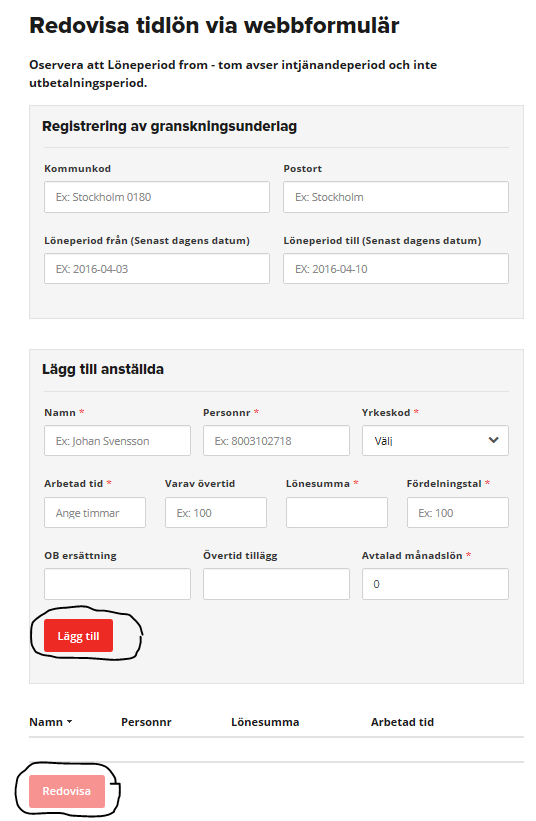 Redovisa tidlön via webbformulär
Oservera att Löneperiod from - tom avser intjänandeperiod och inte
utbetalningsperiod.
Registrering av granskningsunderlag
Kommunkod Postort
Ex: Stockholm 0180 Ex: Stockholm
Löneperiod från (Senast dagens datum) Löneperiod till (Senast dagens datum)
EX: 2016-04-03 EX: 2016-04-10
Lägg till anställda
Namn * Personnr * Yrkeskod *
Ex: Johan Svensson Ex: 8003102718 Välj
Arbetad tid * Varav övertid Lönesumma * Fördelningstal *
Ange timmar Ex: 100 Ex: 100
OB ersättning Övertid tillägg Avtalad månadslön *
0
Lägg till
Namn Personnr Lönesumma Arbetad tid
Redovisa